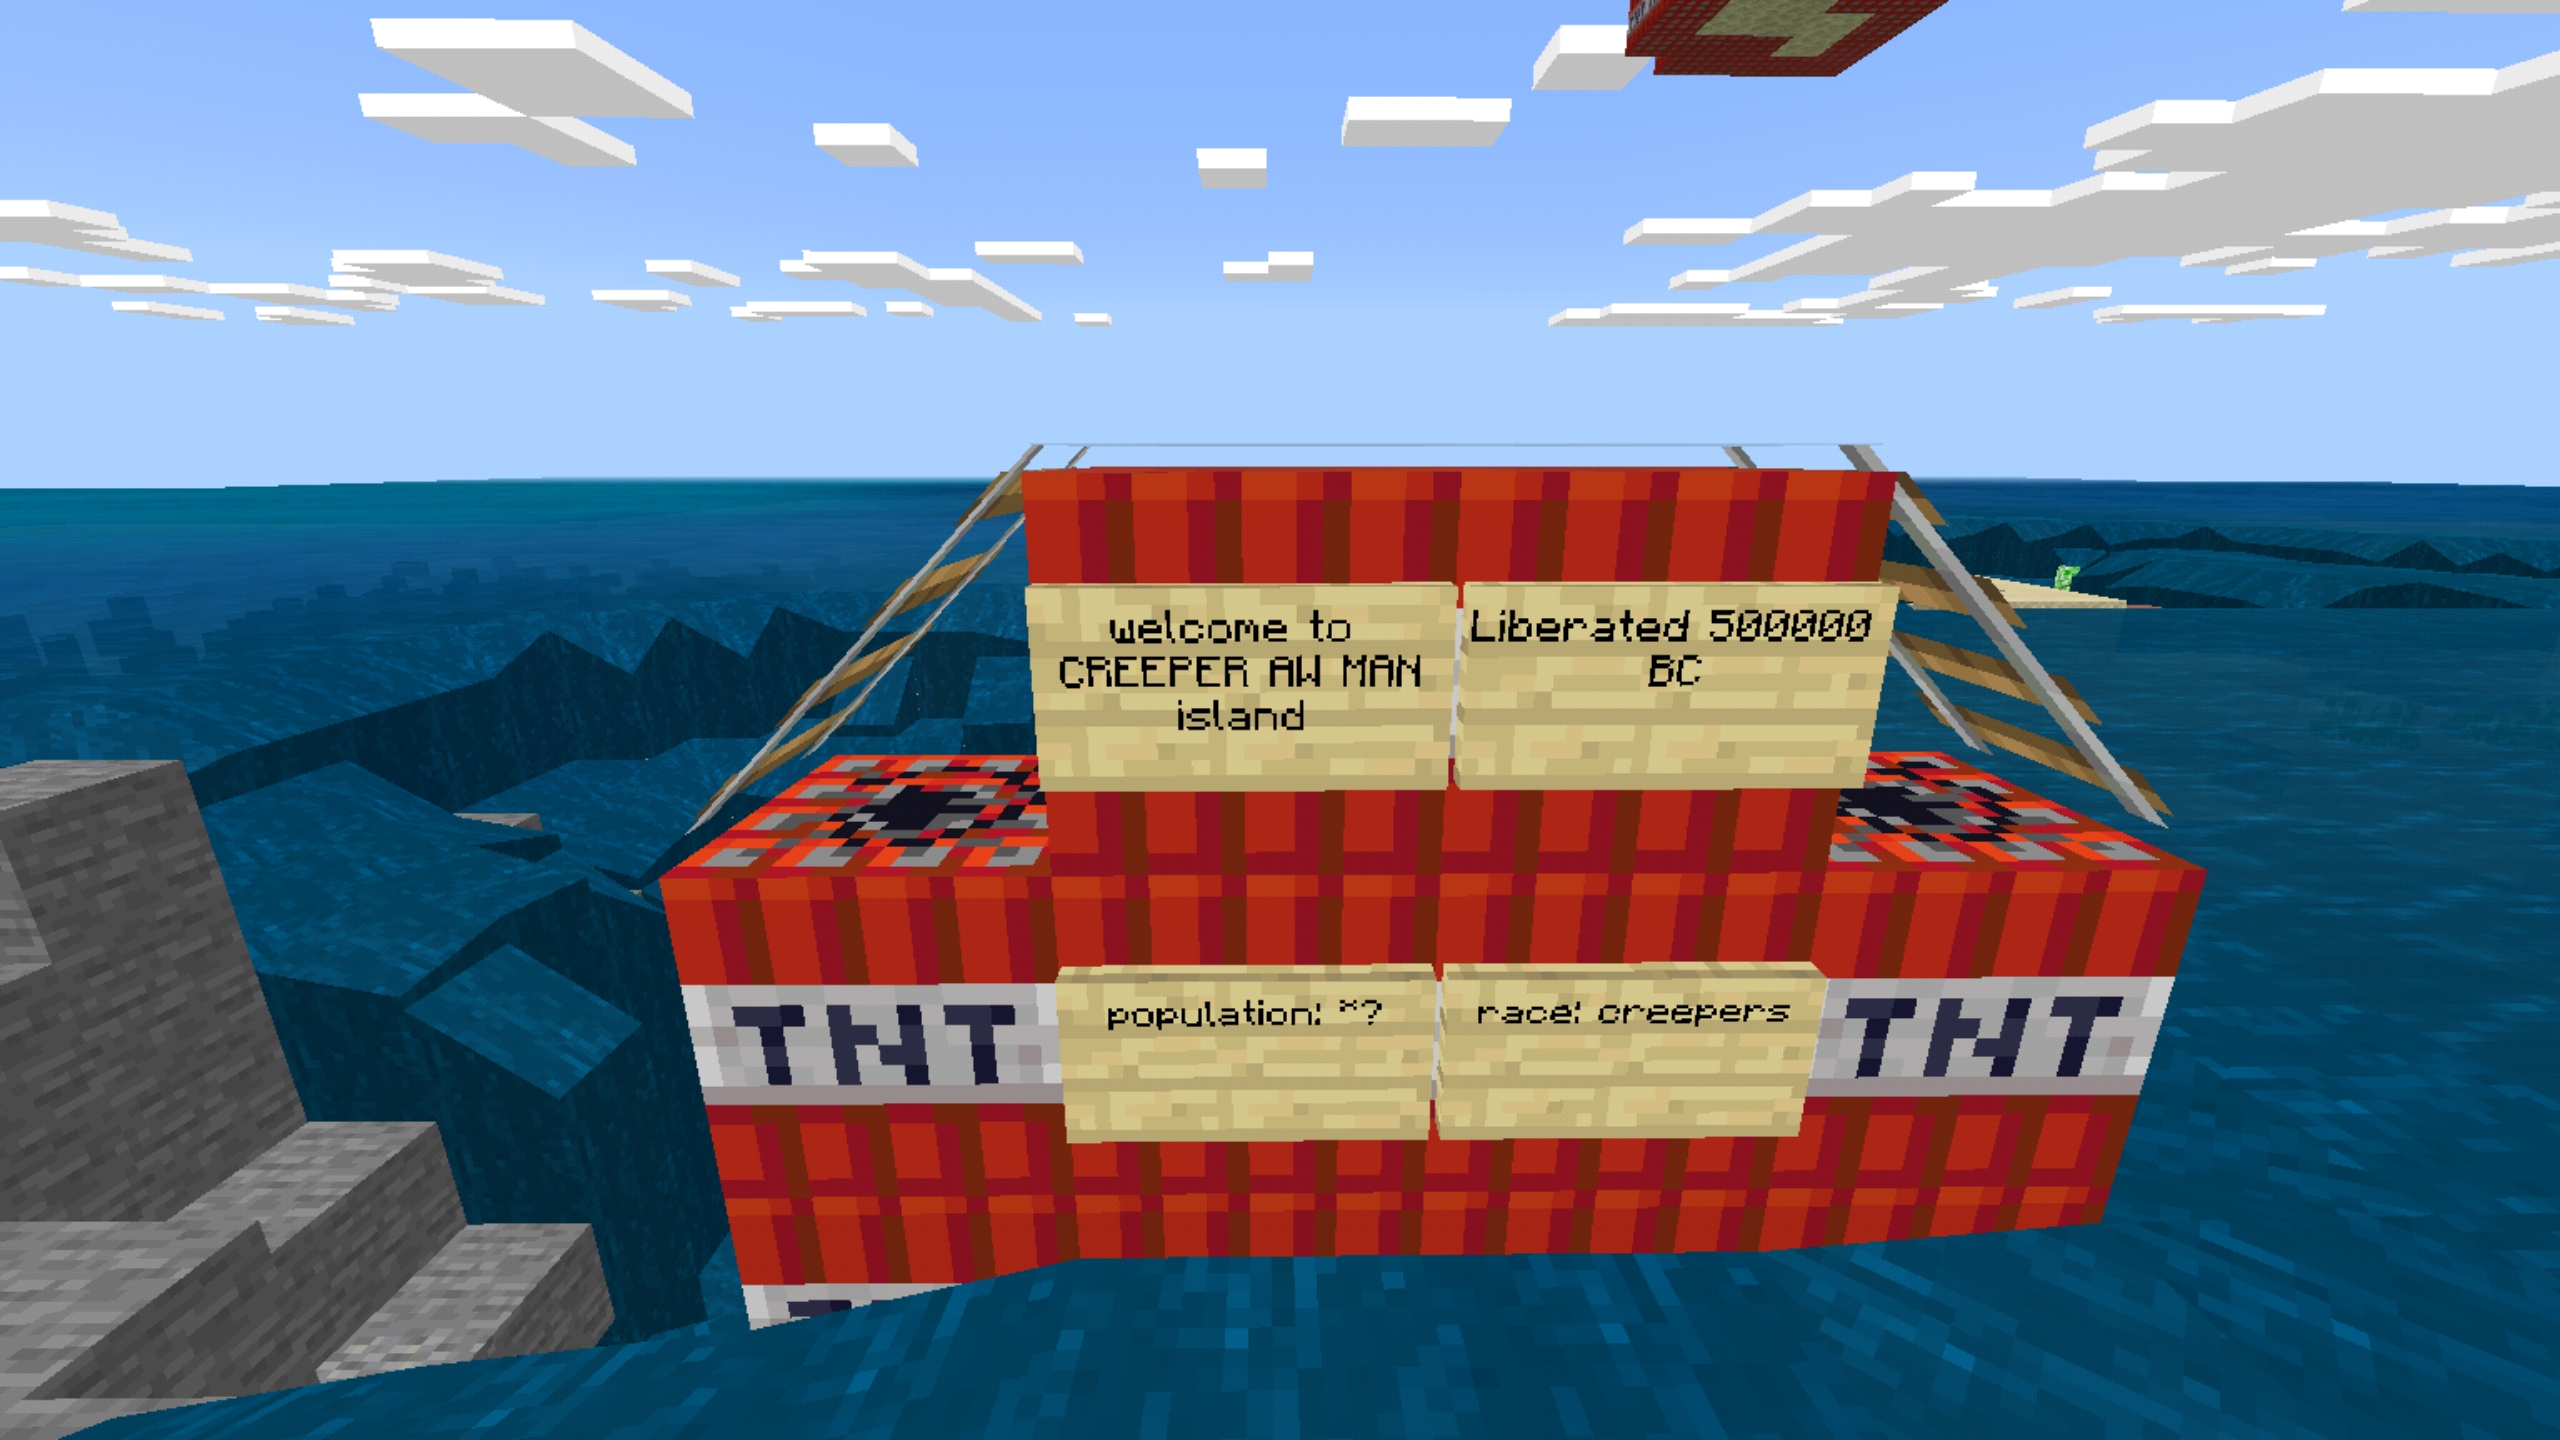 welcome to
CREEPER AW MAN
island
Liberated 500000
BC
TNT
population: *?
race: creepers
TNT